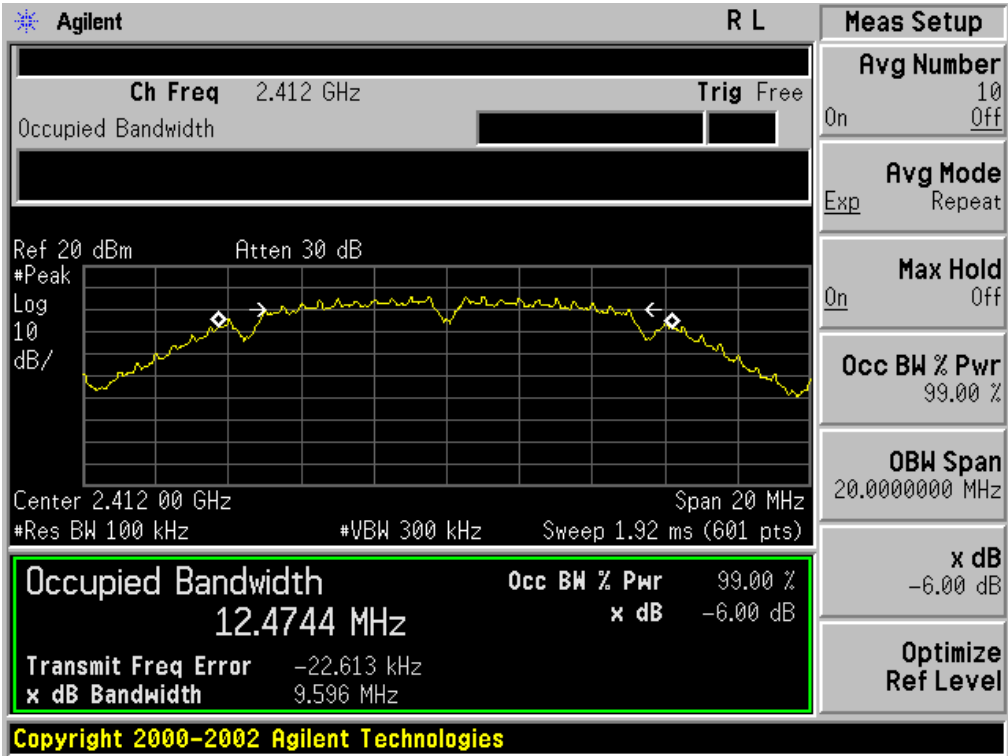 Agilent R L
Ch Freq 2.412 GHz Trig Free
Occupied Bandwidth
Ref 20 dBm Atten 30 dB
#Peak
Log
10
dB/
Center 2.412 00 GHz Span 20 MHz
#Res BW 100 kHz #VBW 300 kHz Sweep 1.92 ms (601 pts)
Occupied Bandwidth Occ BW % Pwr 99.00 %
12.4744 MHz x dB -6.00 dB
Transmit Freq Error -22.613 kHz
x dB Bandwidth 9.596 MHz
Copyright 2000-2002 Agilent Technologies
Meas Setup
Avg Number
10
On Off
Avg Mode
Exp Repeat
Max Hold
On Off
Occ BW % Pwr
99.00 %
OBW Span
20.0000000 MHz
x dB
-6.00 dB
Optimize
Ref Level